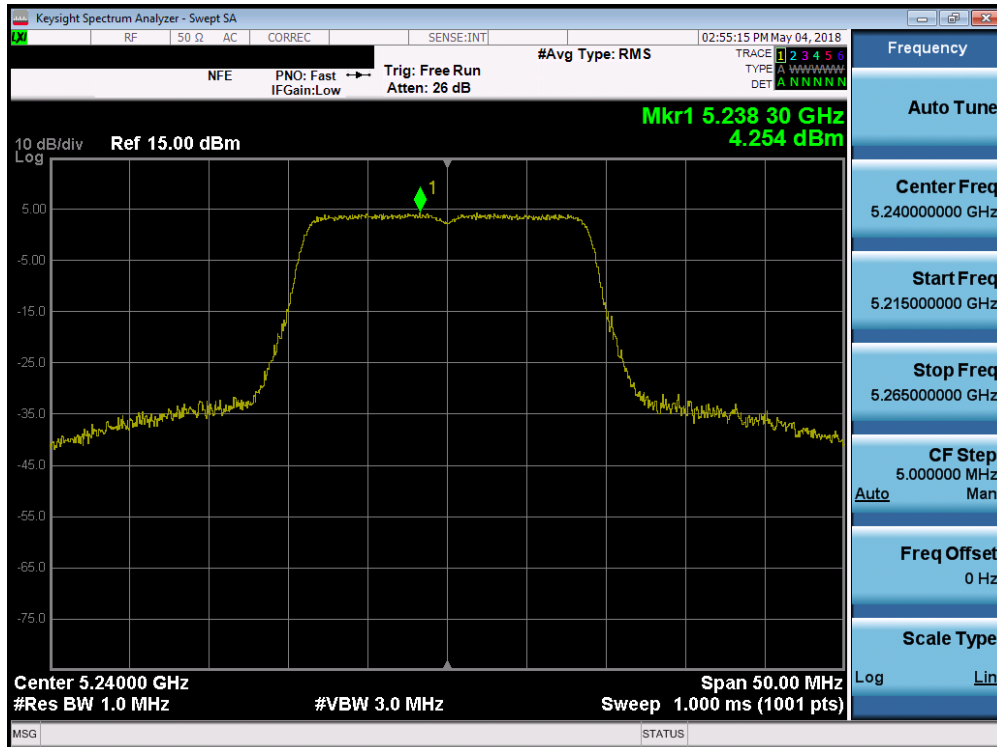 Keysight Spectrum Analyzer - Swept SA
LXI RF 50 Ω AC CORREC SENSE:INT 02:55:15 PM May 04, 2018
NFE PNO: Fast Trig: Free Run #Avg Type: RMS TRACE 1 2 3 4 5 6
IFGain:Low Atten: 26 dB TYPE A WWWWW
DET A N N N N N
Mkr1 5.238 30 GHz
4.254 dBm
10 dB/div Ref 15.00 dBm
Log
1
5.00
-5.00
-15.0
-25.0
-35.0
-45.0
-55.0
-65.0
-75.0
Center 5.24000 GHz Span 50.00 MHz
#Res BW 1.0 MHz #VBW 3.0 MHz Sweep 1.000 ms (1001 pts)
MSG STATUS
Frequency
Auto Tune
Center Freq
5.240000000 GHz
Start Freq
5.215000000 GHz
Stop Freq
5.265000000 GHz
CF Step
5.000000 MHz
Auto Man
Freq Offset
0 Hz
Scale Type
Log Lin